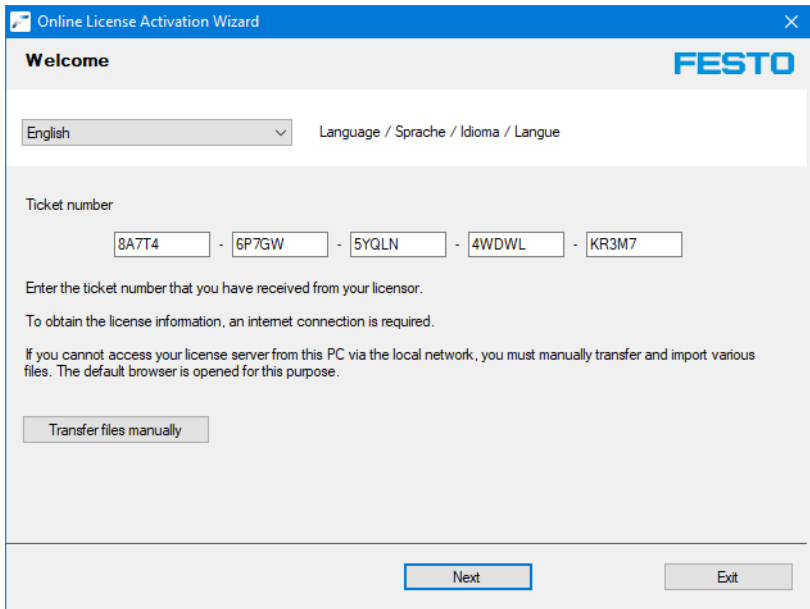 Online License Activation Wizard
Welcome
FESTO
English
Language / Sprache / Idioma / Langue
Ticket number
8A7T4 - 6P7GW - 5YQLN - 4WDWL - KR3M7
Enter the ticket number that you have received from your licensor.
To obtain the license information, an internet connection is required.
If you cannot access your license server from this PC via the local network, you must manually transfer and import various
files. The default browser is opened for this purpose.
Transfer files manually
Next
Exit